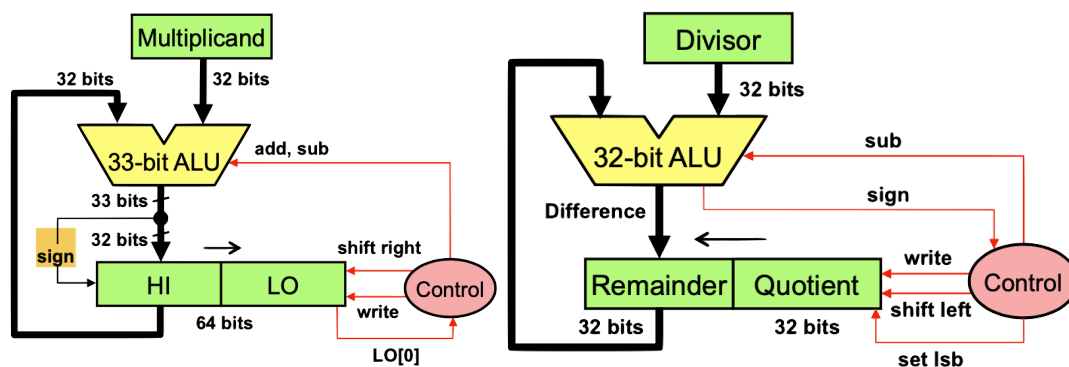 Multiplicand
32 bits
32 bits
33-bit ALU
add, sub
33 bits
32 bits
sign
shift right
HI
LO
Control
write
64 bits
LO[0]
Divisor
32 bits
32-bit ALU
sub
sign
Difference
Remainder
Quotient
write
Control
shift left
32 bits
32 bits
set lsb